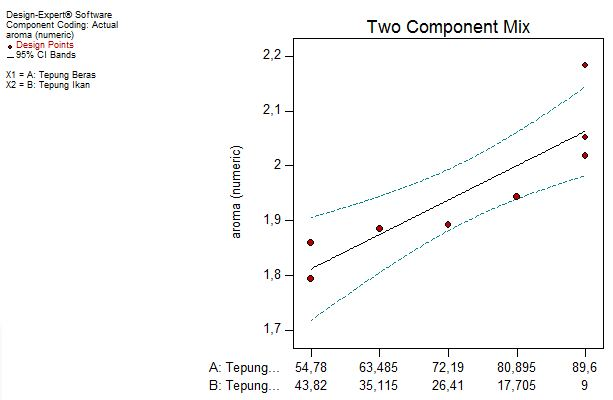 Design-Expert® Software
Component Coding: Actual
aroma (numeric)
Design Points
95% CI Bands
X1 = A: Tepung Beras
X2 = B: Tepung Ikan
Two Component Mix
2,2
2,1
2
1,9
1,8
1,7
aroma (numeric)
A: Tepung... 54,78 63,485 72,19 80,895 89,6
B: Tepung... 43,82 35,115 26,41 17,705 9